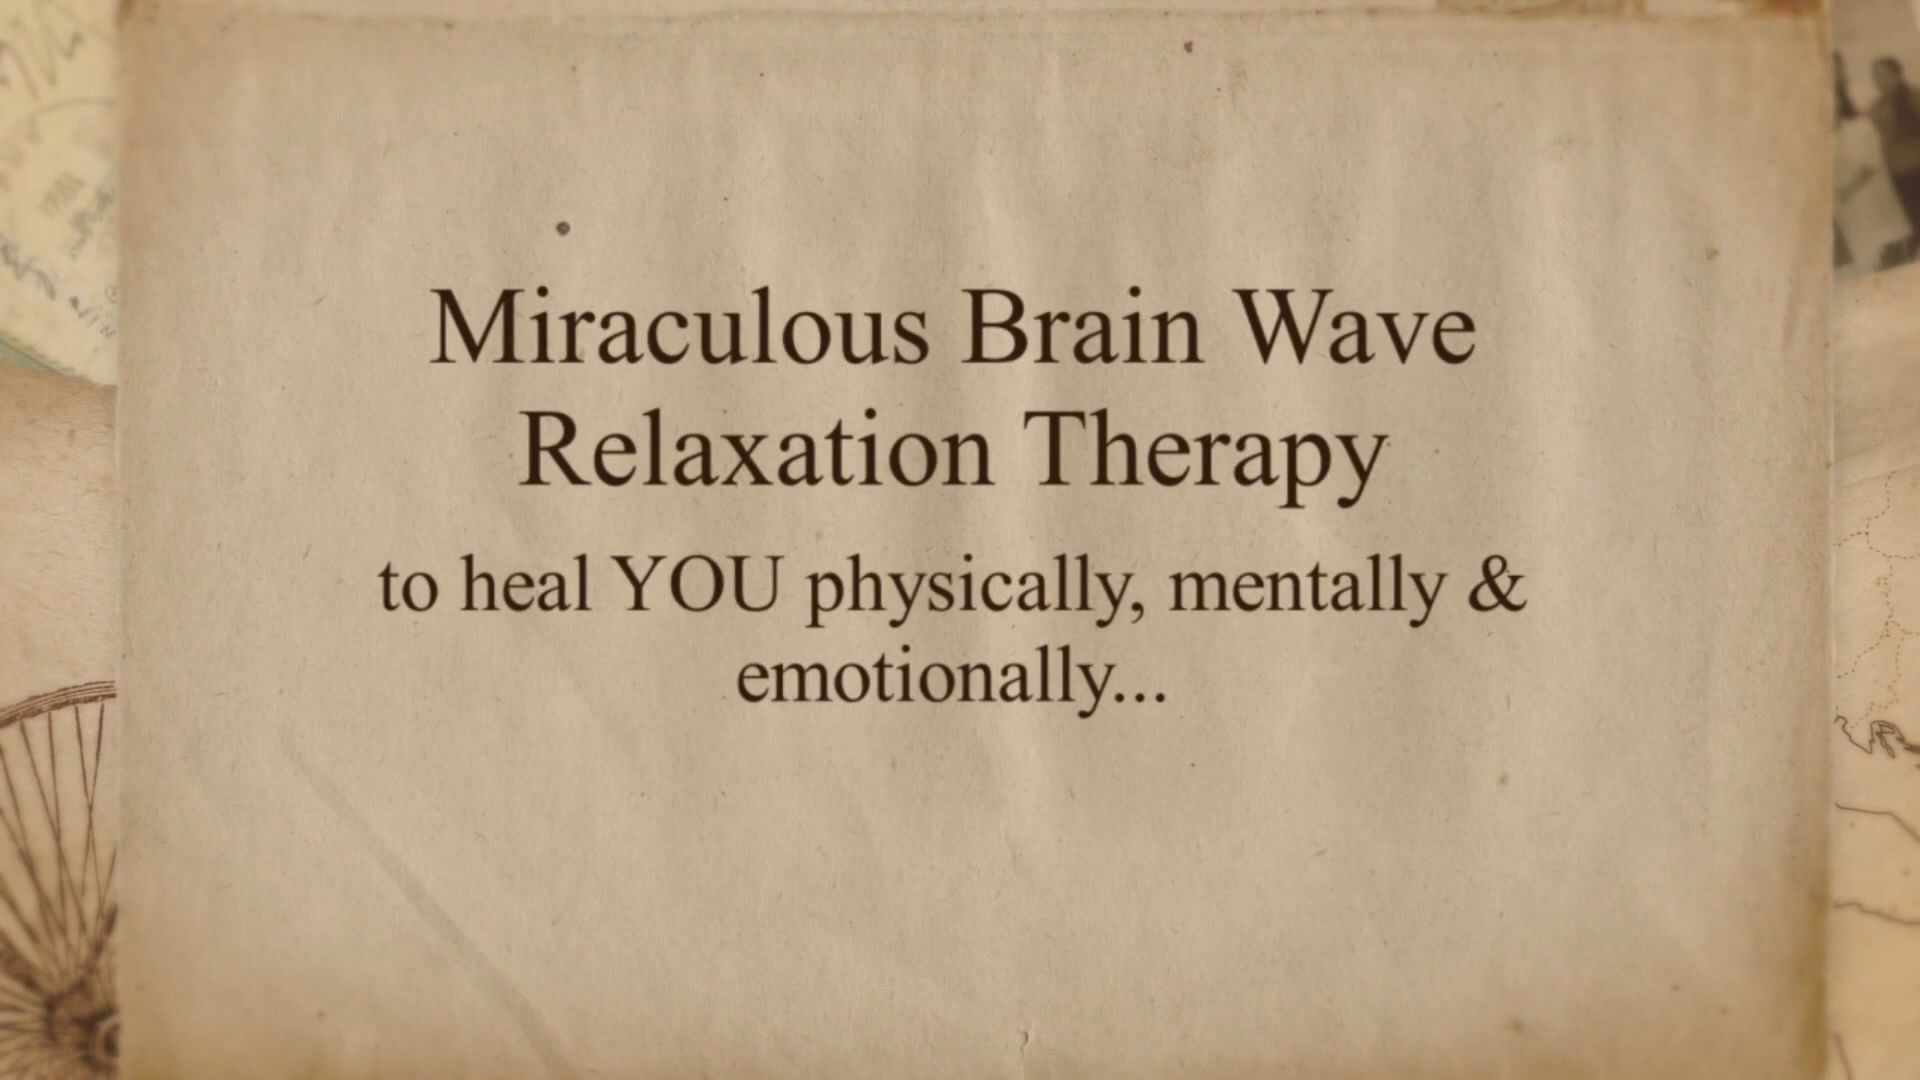 Miraculous Brain Wave
Relaxation Therapy
to heal YOU physically, mentally &
emotionally...